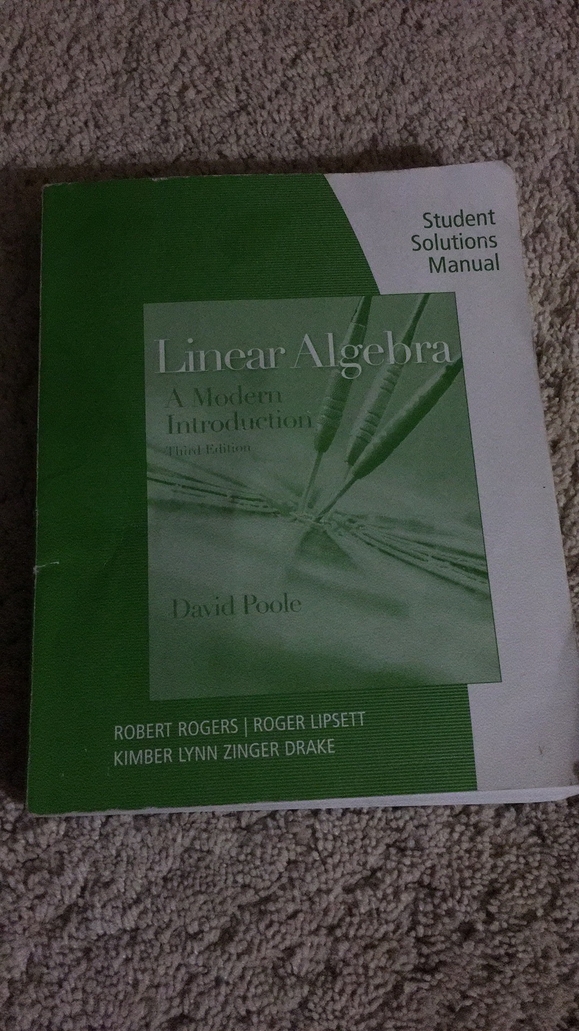 Student
Solutions
Manual
Linear Algebra
A Modern
Introduction
Third Edition
David Poole
ROBERT ROGERS | ROGER LIPSETT
KIMBER LYNN ZINGER DRAKE